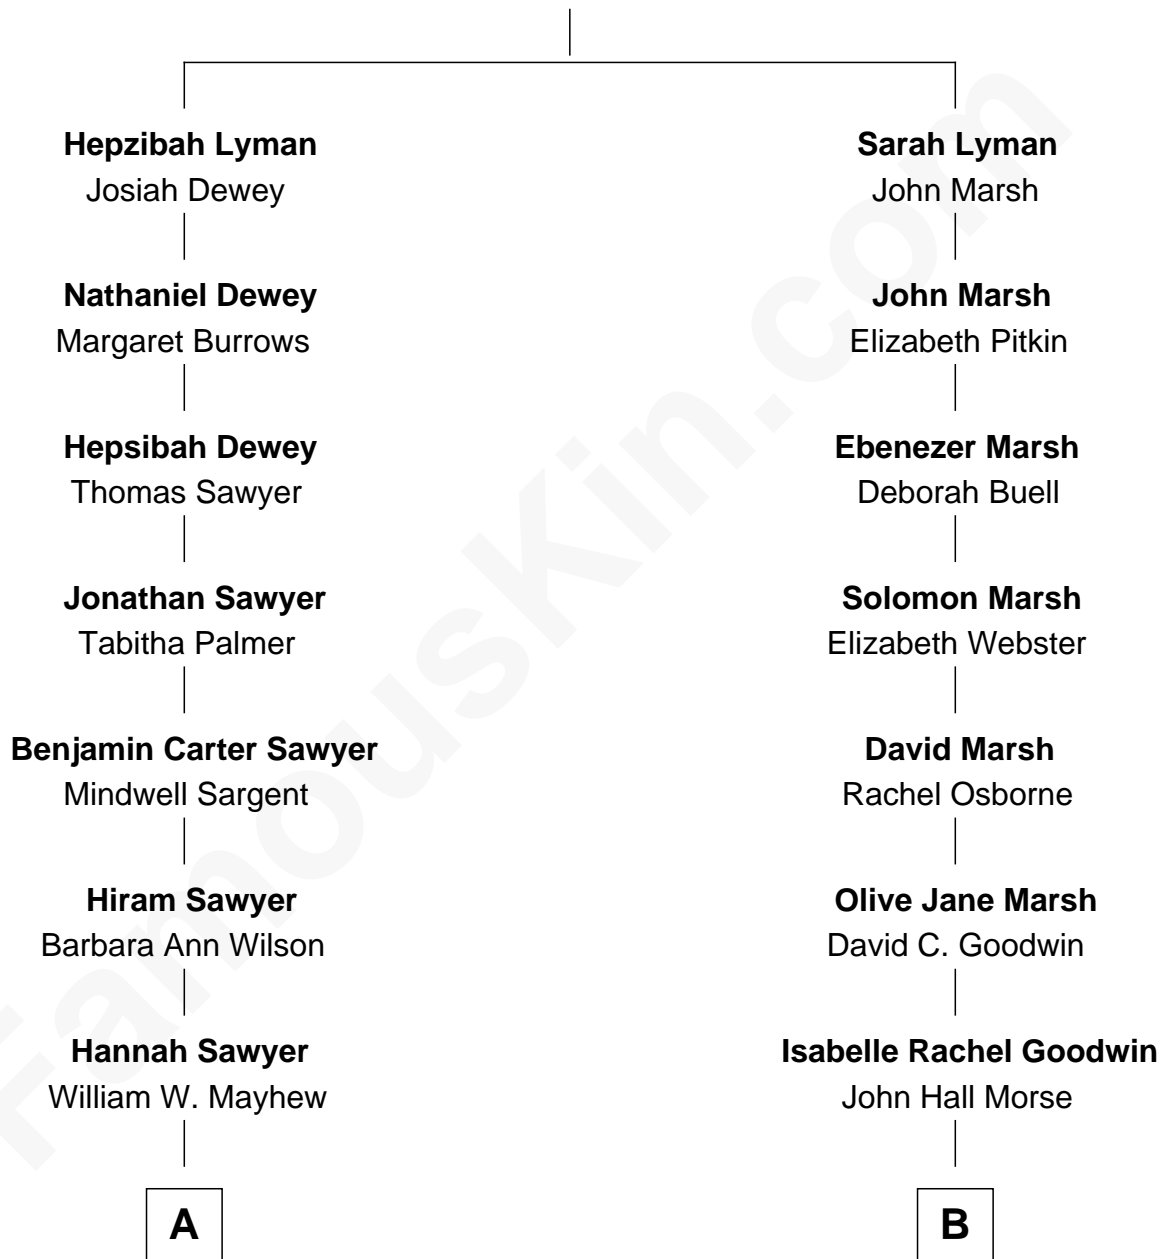 Hepzibah Lyman
Josiah Dewey
Nathaniel Dewey
Margaret Burrows
Hepsibah Dewey
Thomas Sawyer
Jonathan Sawyer
Tabitha Palmer
Benjamin Carter Sawyer
Mindwell Sargent
Hiram Sawyer
Barbara Ann Wilson
Hannah Sawyer
William W. Mayhew
A
Sarah Lyman
John Marsh
John Marsh
Elizabeth Pitkin
Ebenezer Marsh
Deborah Buell
Solomon Marsh
Elizabeth Webster
David Marsh
Rachel Osborne
Olive Jane Marsh
David C. Goodwin
Isabelle Rachel Goodwin
John Hall Morse
B
FamousKin.com